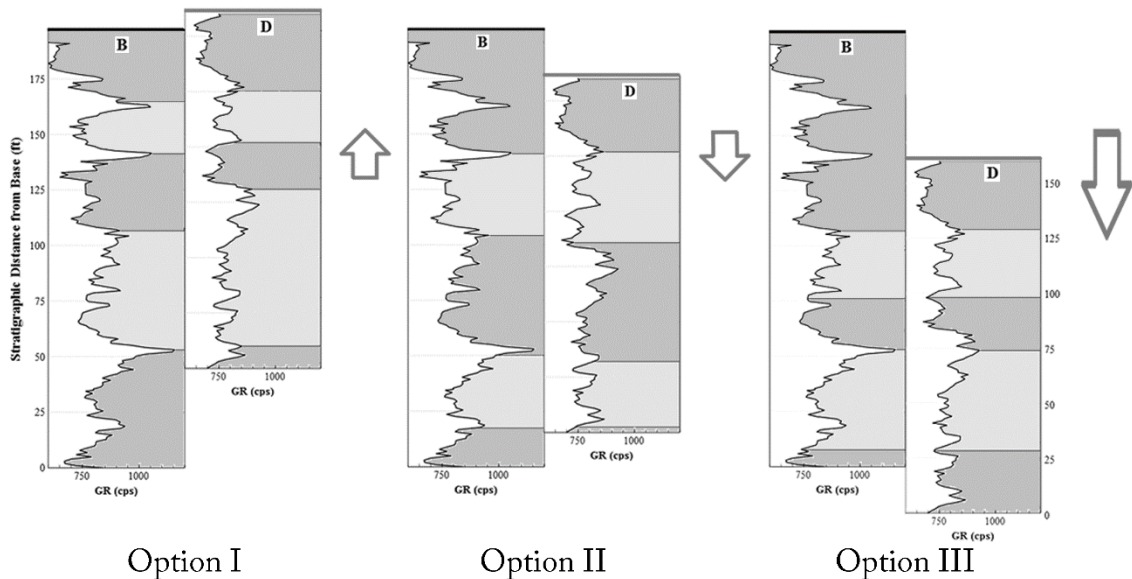 B
D
B
D
B
D
Stratigraphic Distance from Base (ft)
175
150
125
100
75
50
25
0
150
125
100
75
50
25
0
750 1000
GR (cps)
750 1000
GR (cps)
750 1000
GR (cps)
750 1000
GR (cps)
750 1000
GR (cps)
750 1000
GR (cps)
Option I
Option II
Option III